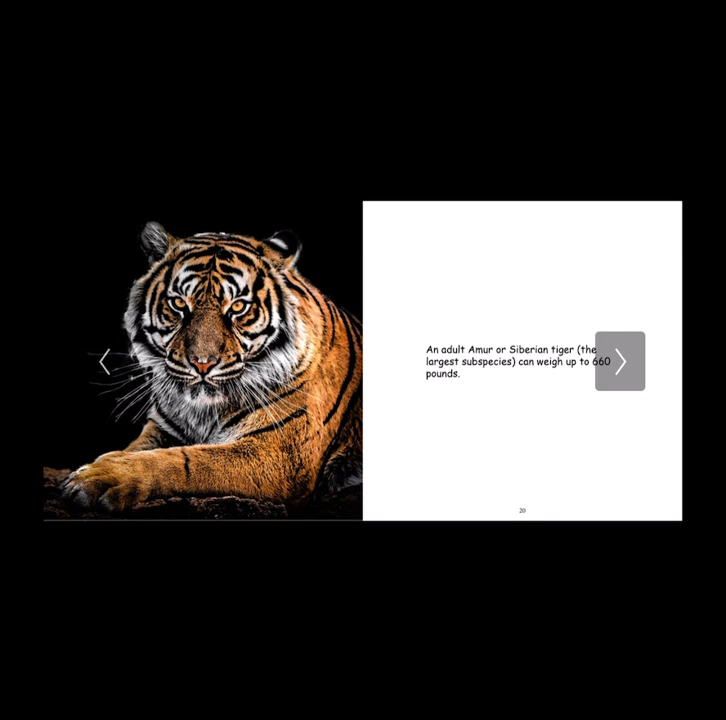 An adult Amur or Siberian tiger (the
largest subspecies) can weigh up to 660
pounds.
20